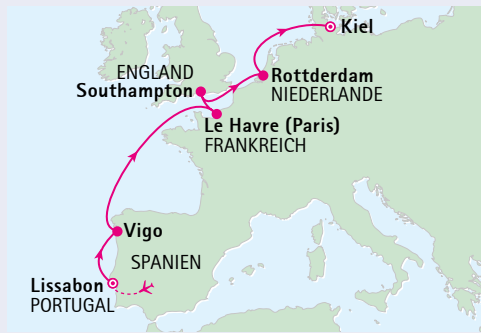 Kiel
Rottderdam
NIEDERLANDE
ENGLAND
Southampton
Le Havre (Paris)
FRANKREICH
Vigo
SPANIEN
Lissabon
PORTUGAL